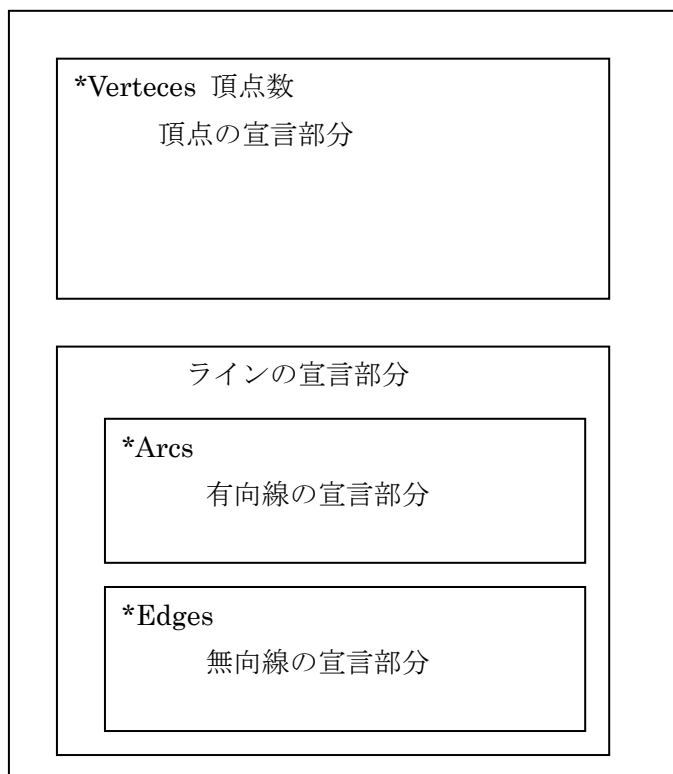 *Verteces 頂点数
頂点の宣言部分
ラインの宣言部分
*Arcs
有向線の宣言部分
*Edges
無向線の宣言部分